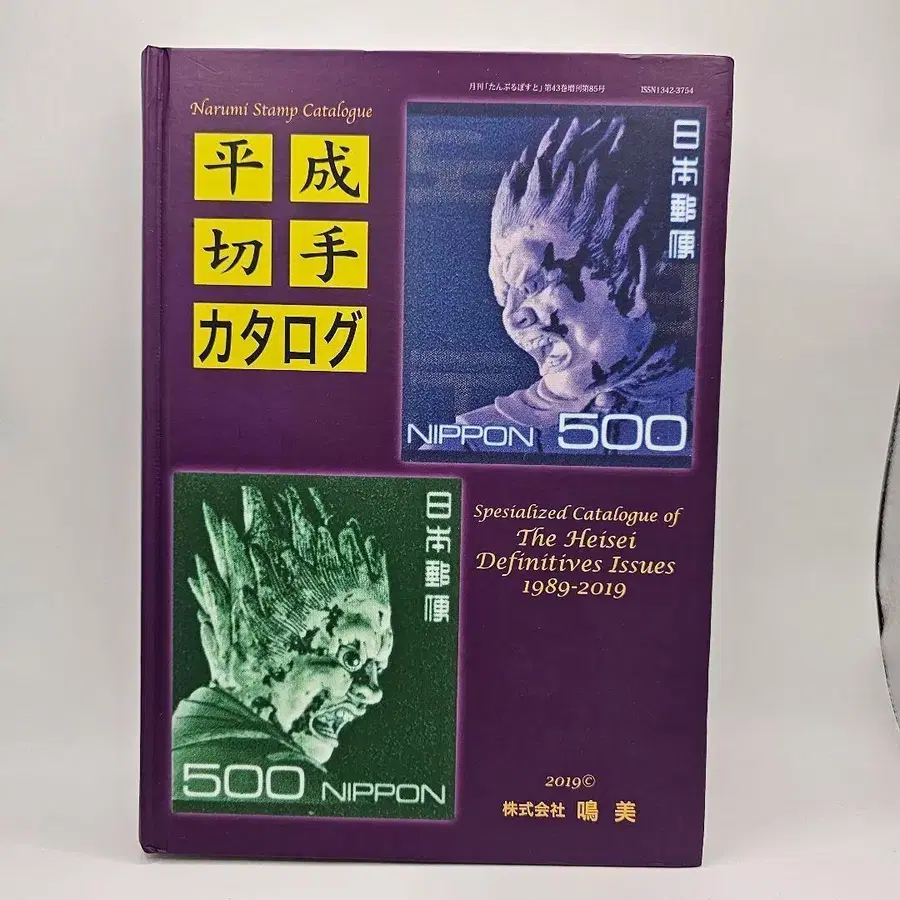 月刊「たんぷるぽすと」第43巻増刊第85号 ISSN1342-3754
Narumi Stamp Catalogue
平成
切手
カタログ
日本郵便
NIPPON 500
日本郵便
500 NIPPON
Spesialized Catalogue of
The Heisei
Definitives Issues
1989-2019
2019©
株式会社 鳴美